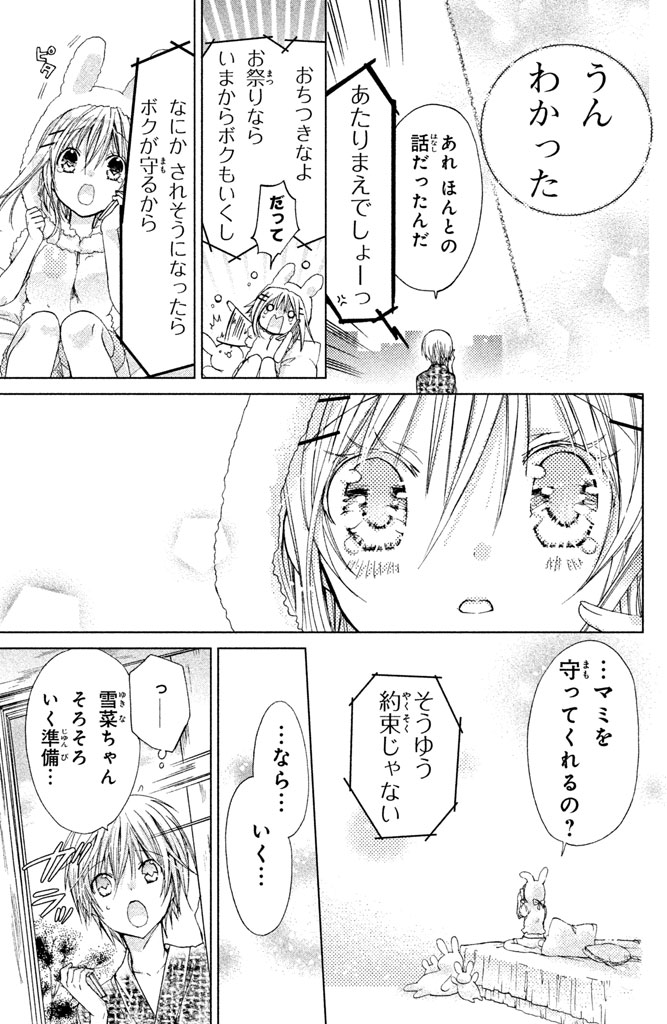 うん
わかった
あれ ほんとの
話だったんだ
あたりまえでしょーっ
おちつきなよ
お祭りなら
いまからボクもいくし
だって
なにか されそうになったら
ボクが守るから
ピタ
…マミを
守ってくれるの?
そうゆう
約束じゃない
…なら…
いく…
っ——
雪菜ちゃん
そろそろ
いく準備…
ガラッ